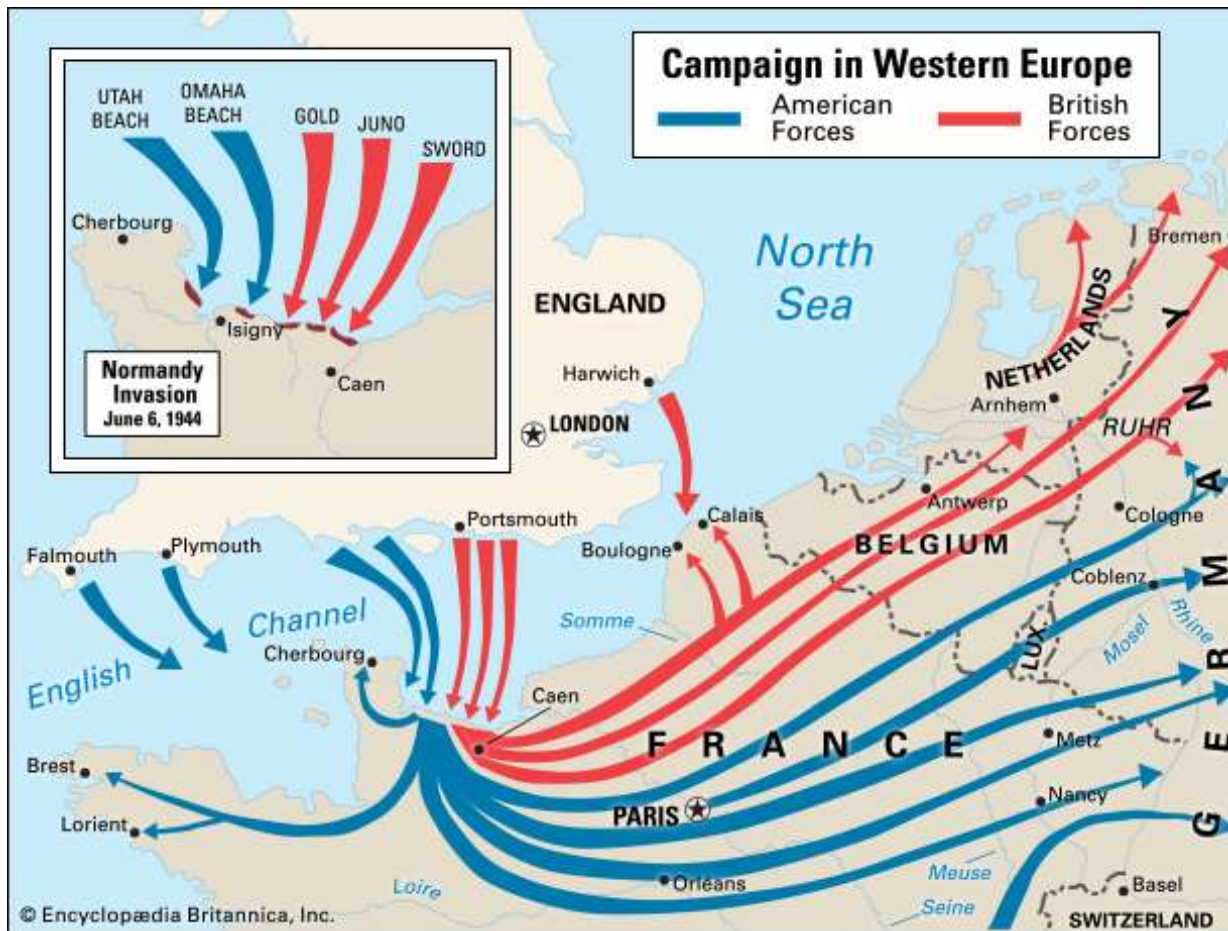 Campaign in Western Europe
American
Forces
British
Forces
UTAH
BEACH
OMAHA
BEACH
GOLD
JUNO
SWORD
Cherbourg
Isigny
Caen
Normandy
Invasion
June 6, 1944
North
Sea
ENGLAND
Harwich
LONDON
Bremen
NETHERLANDS
Arnhem
RUHR
Antwerp
Cologne
Calais
Boulogne
BELGIUM
Portsmouth
Plymouth
Falmouth
English
Channel
Coblenz
Rhine
Mosel
LUX.
Somme
Cherbourg
Caen
FRANCE
GERMANY
Metz
Nancy
Brest
Lorient
PARIS
Orléans
Loire
Meuse
Seine
Basel
SWITZERLAND
© Encyclopædia Britannica, Inc.